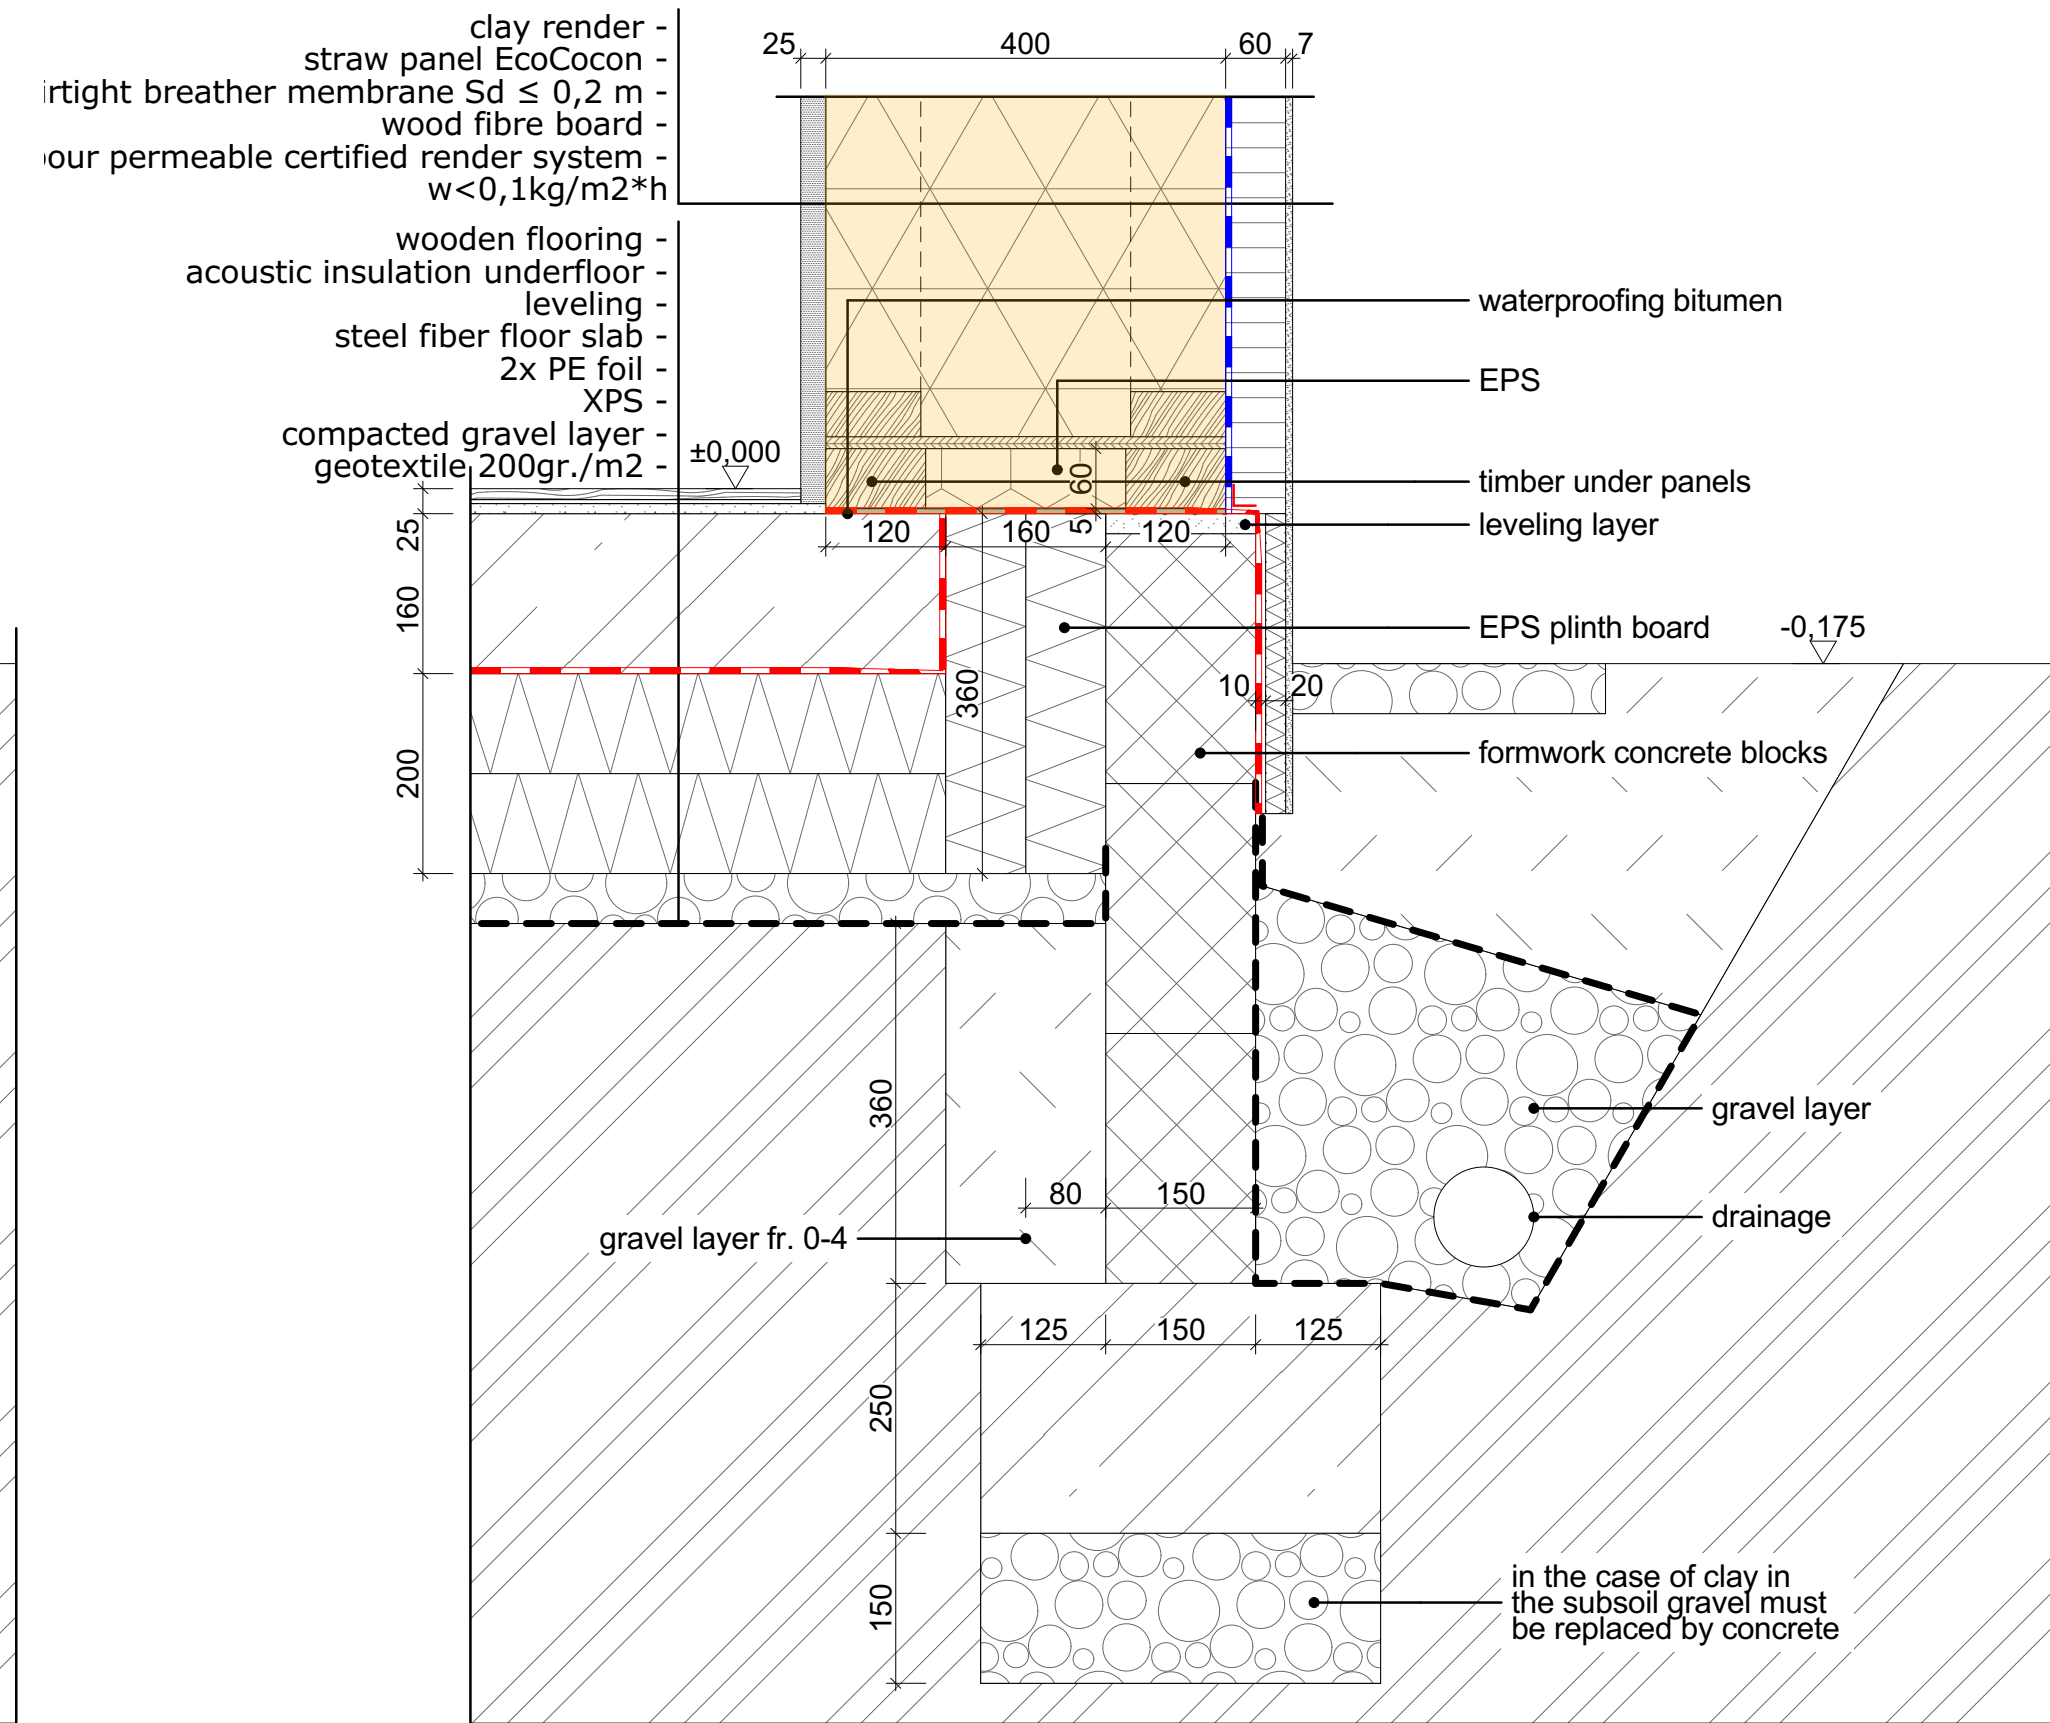 clay render -
straw panel EcoCocon -
irtight breather membrane Sd ≤ 0,2 m -
wood fibre board -
our permeable certified render system -
w<0,1kg/m2*h
wooden flooring -
acoustic insulation underfloor -
leveling -
steel fiber floor slab -
2x PE foil -
XPS -
compacted gravel layer -
geotextile 200gr./m2 -
±0,000
25
400
60
7
waterproofing bitumen
EPS
timber under panels
leveling layer
EPS plinth board
-0,175
formwork concrete blocks
60
5
120
160
120
25
160
200
360
10
20
360
80
150
gravel layer fr. 0-4
gravel layer
drainage
125
150
125
250
150
in the case of clay in
the subsoil gravel must
be replaced by concrete